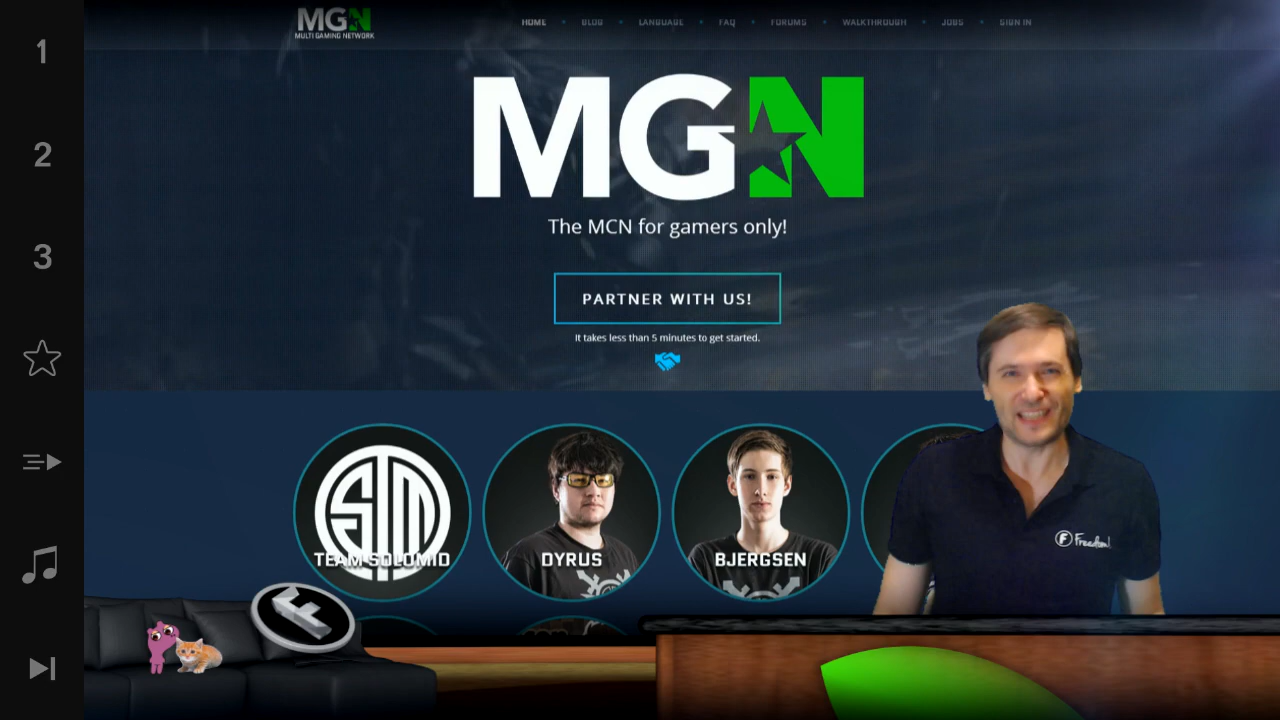 1
2
3
MGN
MULTI GAMING NETWORK
HOME • BLOG • LANGUAGE • FAQ • FORUMS • WALKTHROUGH • JOBS • SIGN IN
MGN
The MCN for gamers only!
PARTNER WITH US!
It takes less than 5 minutes to get started.
TSM
TEAM SOLOMID
DYRUS
BJERGSEN
F Freedom!
F